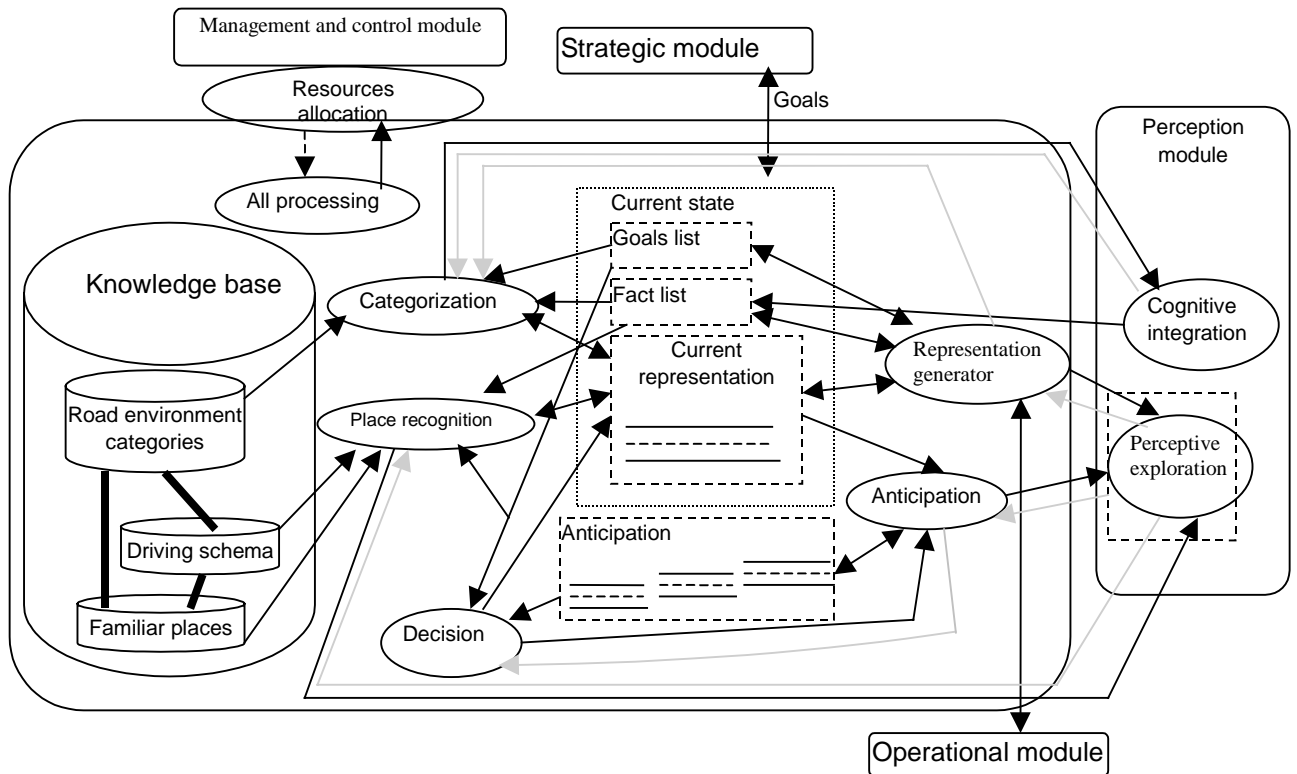 Management and control module
Resources
allocation
All processing
Strategic module
Goals
Perception
module
Knowledge base
Road environment
categories
Driving schema
Familiar places
Categorization
Place recognition
Decision
Current state
Goals list
Fact list
Current
representation
Anticipation
Representation
generator
Anticipation
Cognitive
integration
Perceptive
exploration
Operational module